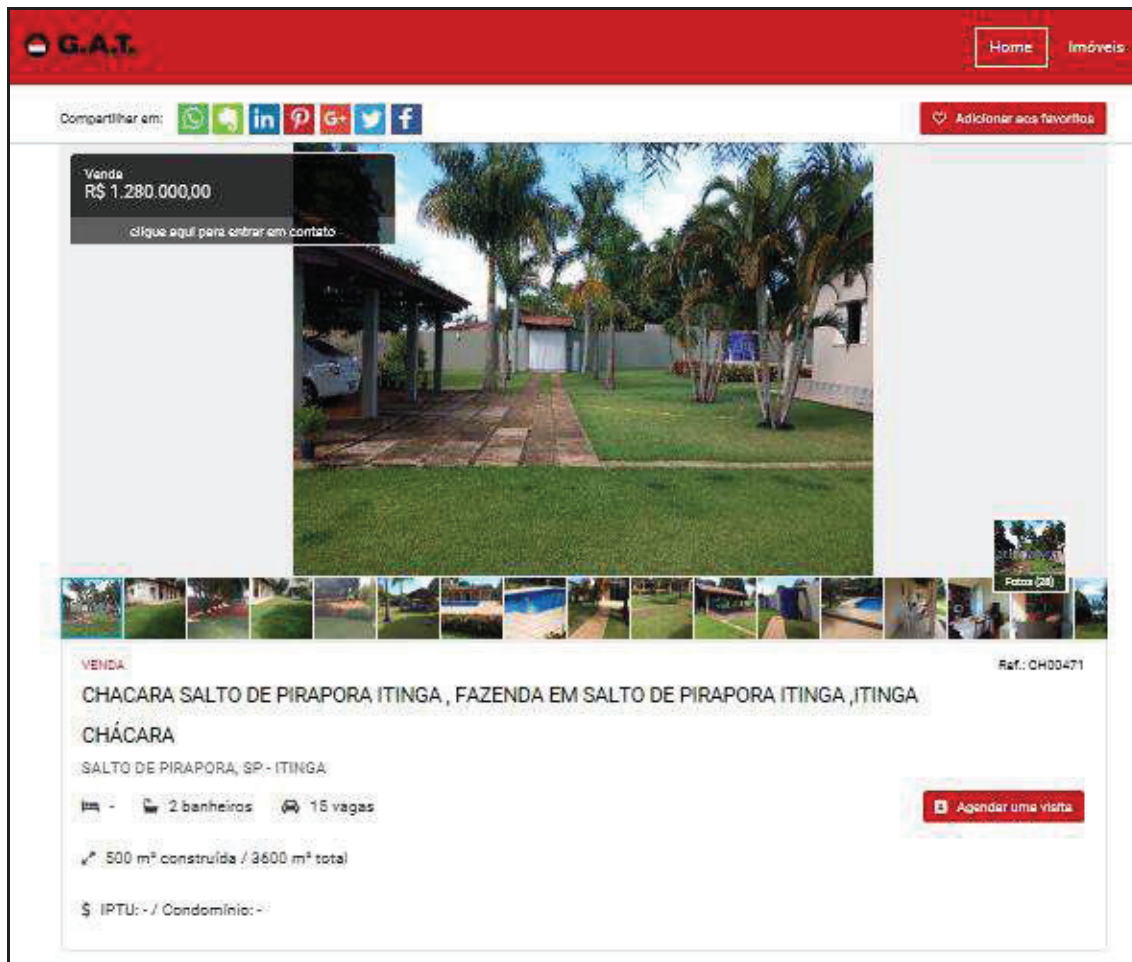 G.A.T.
Home Imóveis
Compartilhar em:
Adicionar aos favoritos
Venda
R$ 1.280.000,00
clique aqui para entrar em contato
Fotos (28)
VENDA
Ref.: CH00471
CHACARA SALTO DE PIRAPORA ITINGA , FAZENDA EM SALTO DE PIRAPORA ITINGA ,ITINGA
CHÁCARA
SALTO DE PIRAPORA, SP - ITINGA
- 2 banheiros 15 vagas
Agendar uma visita
500 m² construída / 3600 m² total
$ IPTU: - / Condomínio: -